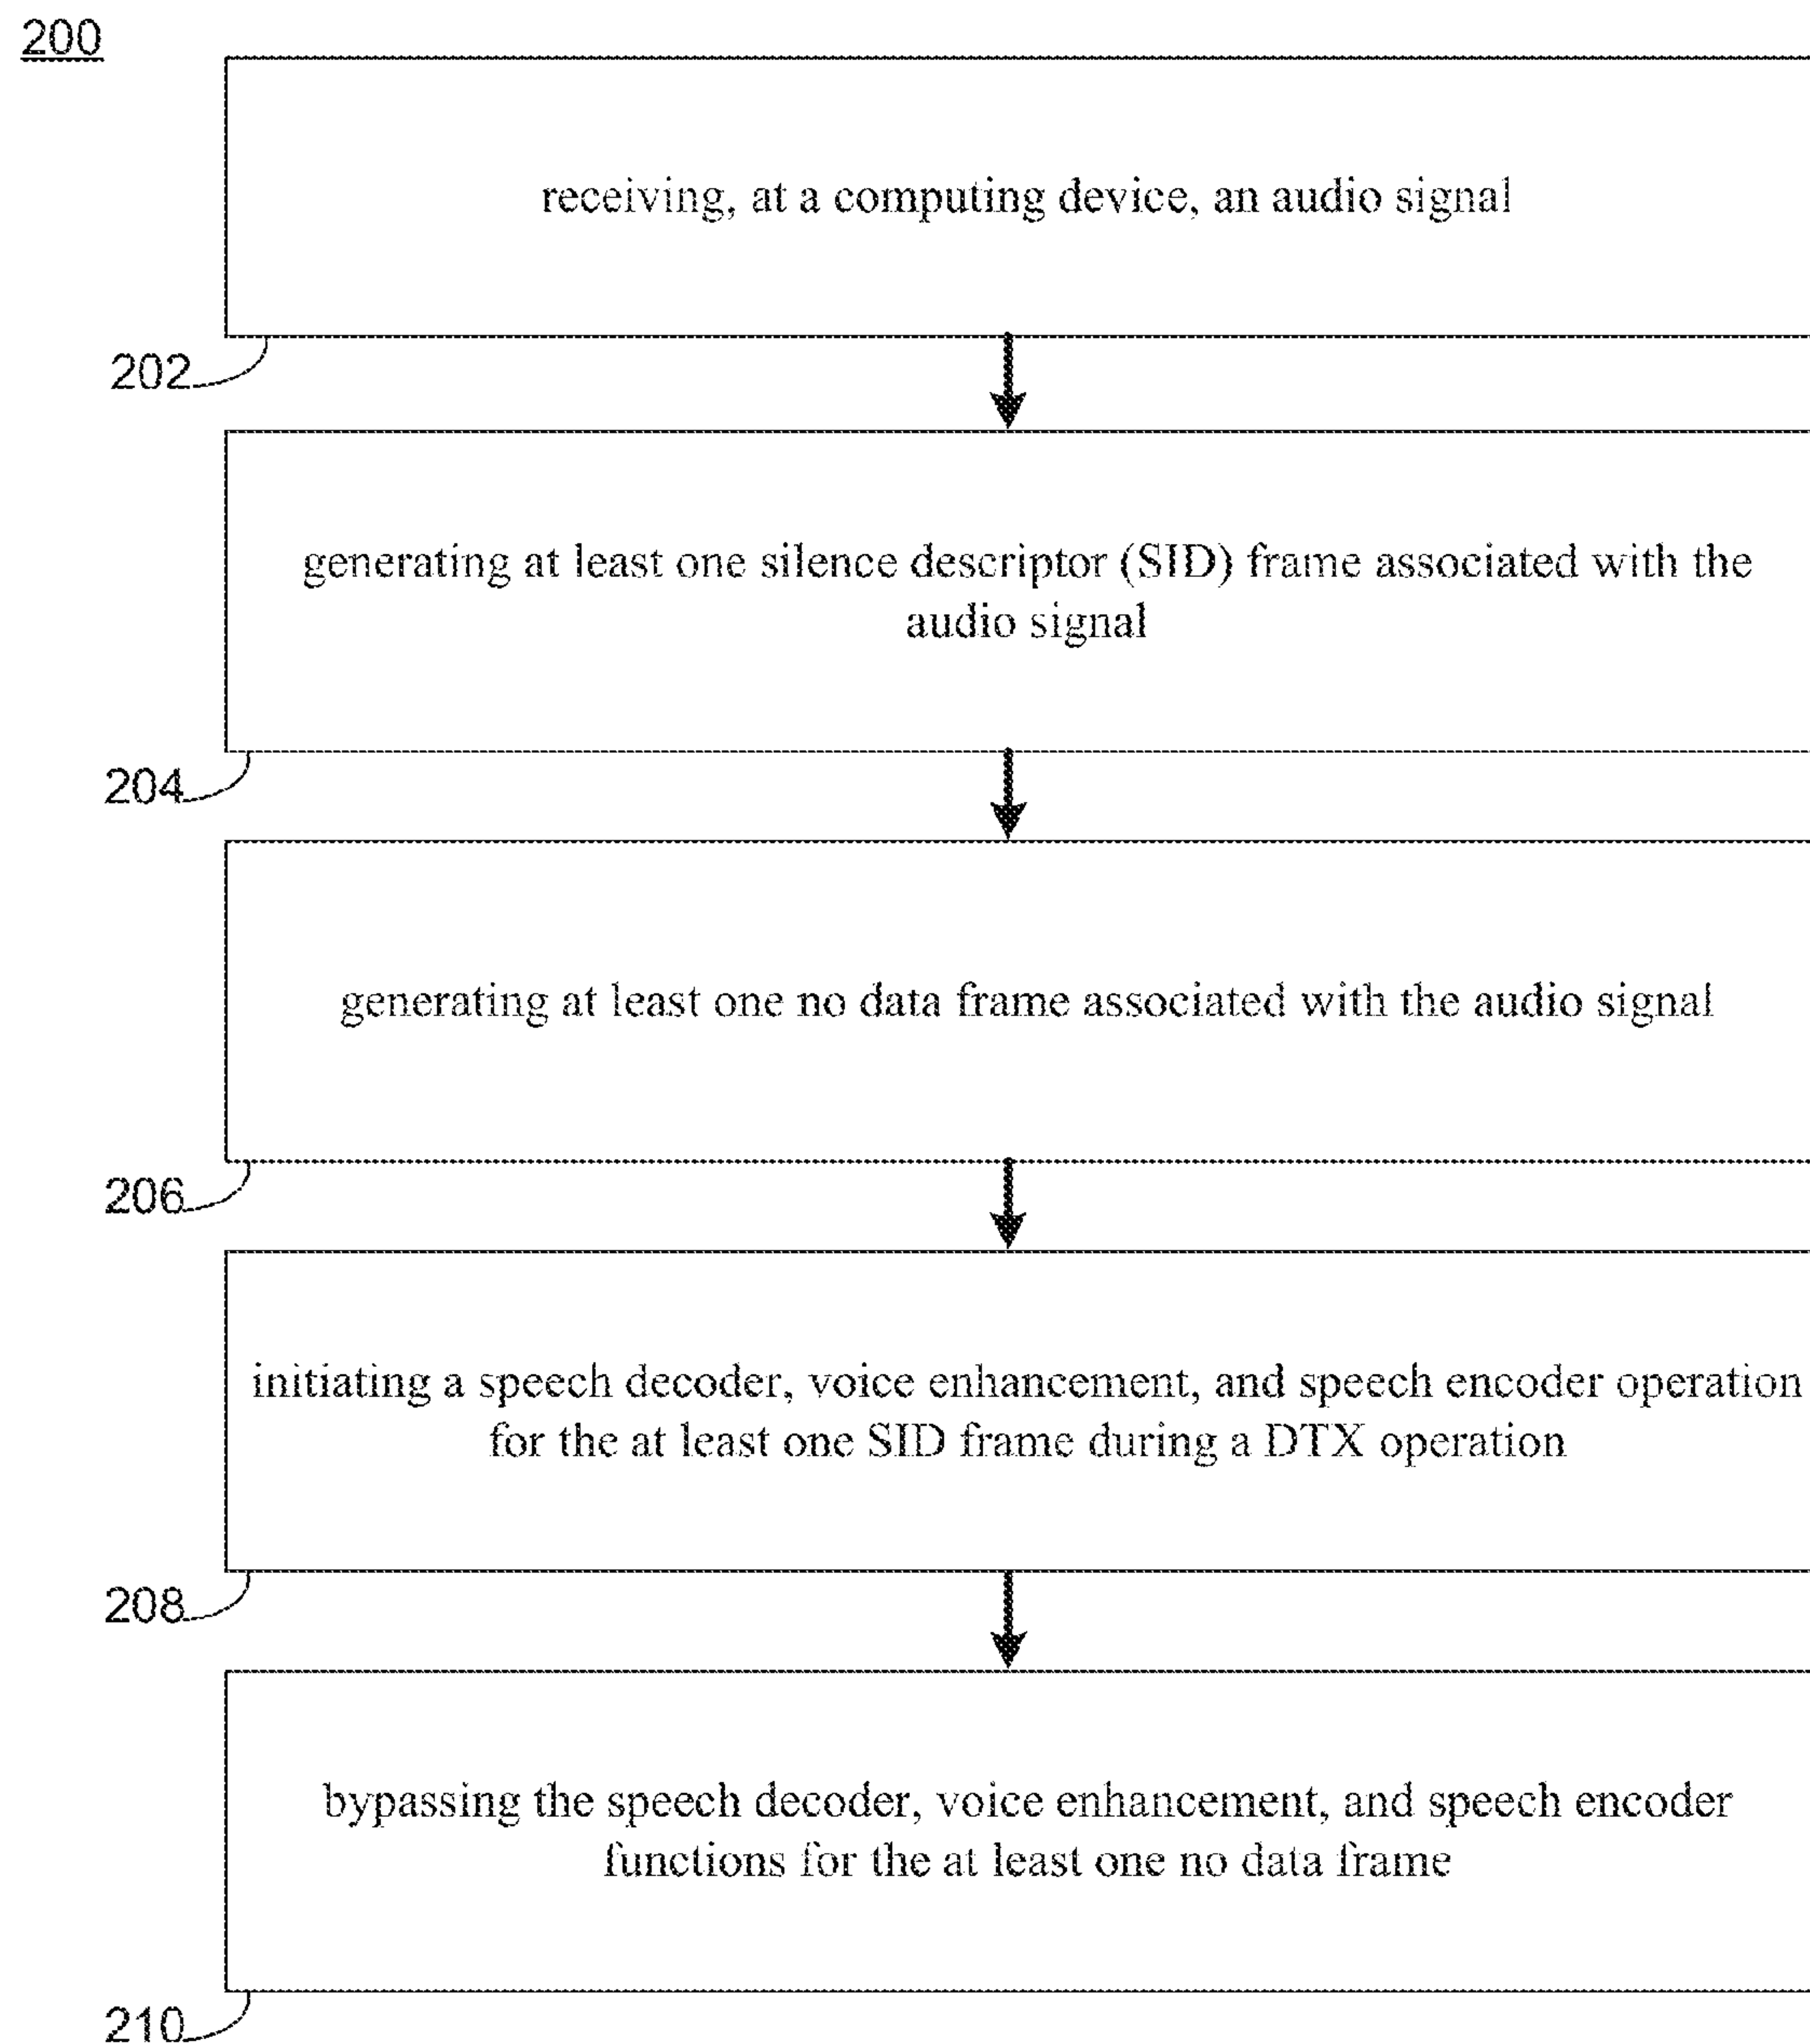 200
receiving, at a computing device, an audio signal
202
generating at least one silence descriptor (SID) frame associated with the
audio signal
204
generating at least one no data frame associated with the audio signal
206
initiating a speech decoder, voice enhancement, and speech encoder operation
for the at least one SID frame during a DTX operation
208
bypassing the speech decoder, voice enhancement, and speech encoder
functions for the at least one no data frame
210